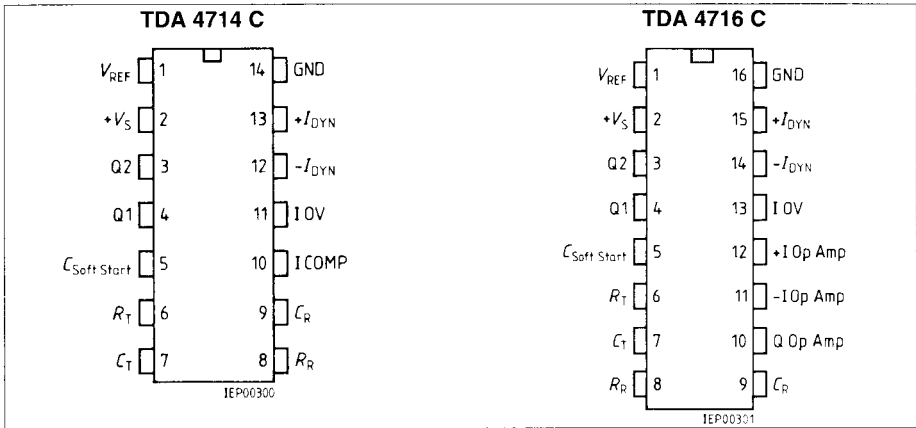 TDA 4714 C
V_REF 1 14 GND
+V_S 2 13 +I_DYN
Q2 3 12 -I_DYN
Q1 4 11 I OV
C_Soft Start 5 10 I COMP
R_T 6 9 C_R
C_T 7 8 R_R
IEP00300
TDA 4716 C
V_REF 1 16 GND
+V_S 2 15 +I_DYN
Q2 3 14 -I_DYN
Q1 4 13 I OV
C_Soft Start 5 12 +I Op Amp
R_T 6 11 -I Op Amp
C_T 7 10 Q Op Amp
R_R 8 9 C_R
IEP00301